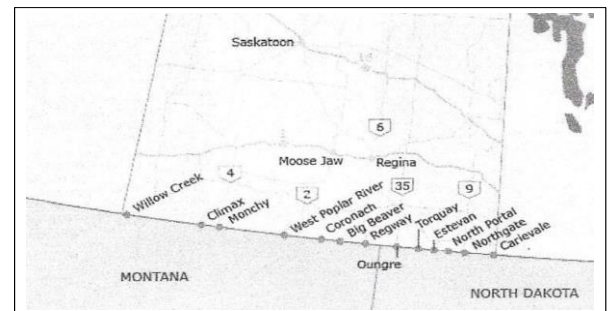 Saskatoon
6
Moose Jaw
Regina
4
2
35
9
Willow Creek
Climax
Monchy
West Poplar River
Coronach
Big Beaver
Regway
Oungre
Torquay
Estevan
North Portal
Northgate
Carievale
MONTANA
NORTH DAKOTA